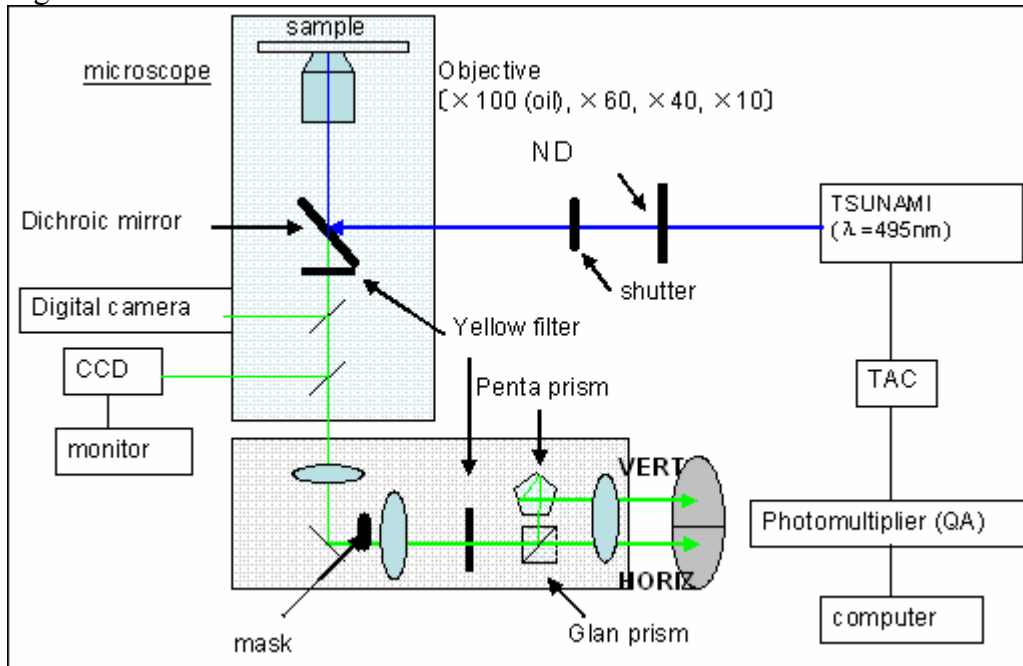 sample
microscope
Objective
[×100 (oil), ×60, ×40, ×10]
ND
TSUNAMI
(λ=495nm)
Dichroic mirror
shutter
Digital camera
Yellow filter
CCD
Penta prism
TAC
monitor
VERT
Photomultiplier (QA)
HORIZ
computer
mask
Glan prism